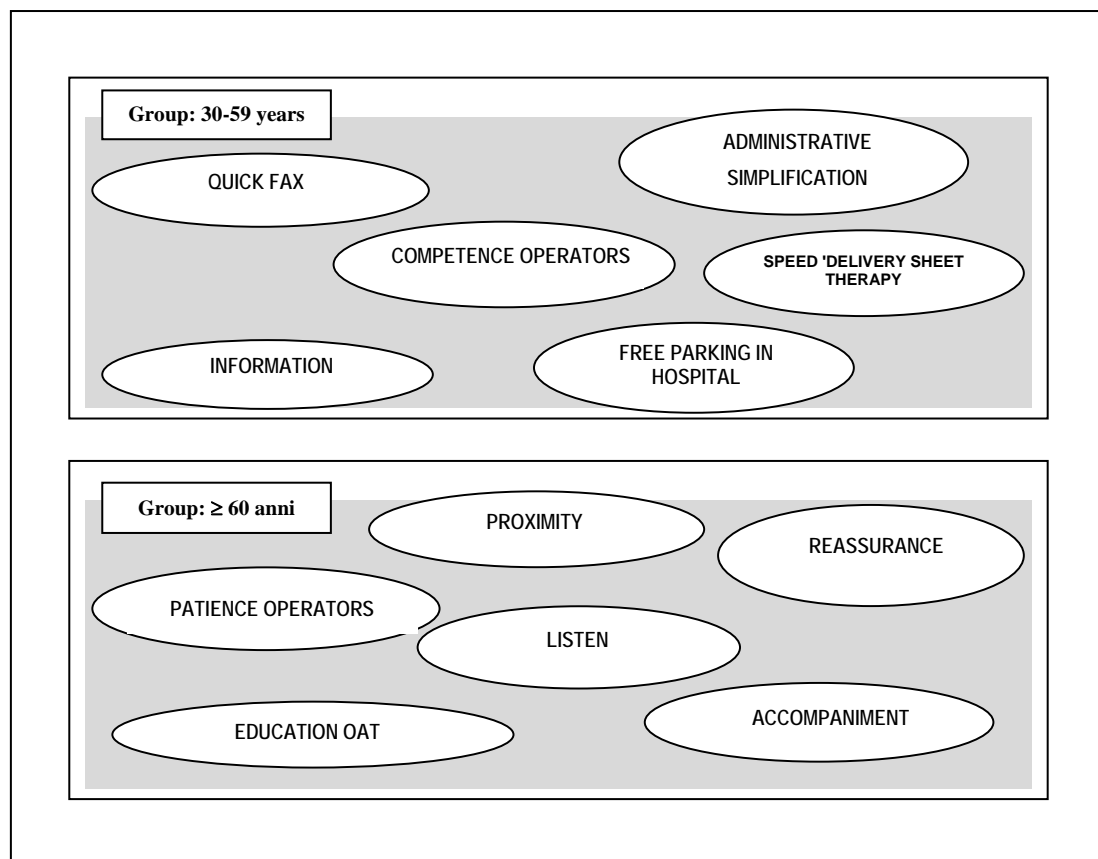 Group: 30-59 years
ADMINISTRATIVE
SIMPLIFICATION
QUICK FAX
COMPETENCE OPERATORS
SPEED 'DELIVERY SHEET
THERAPY
INFORMATION
FREE PARKING IN
HOSPITAL
Group: ≥ 60 anni
PROXIMITY
REASSURANCE
PATIENCE OPERATORS
LISTEN
EDUCATION OAT
ACCOMPANIMENT